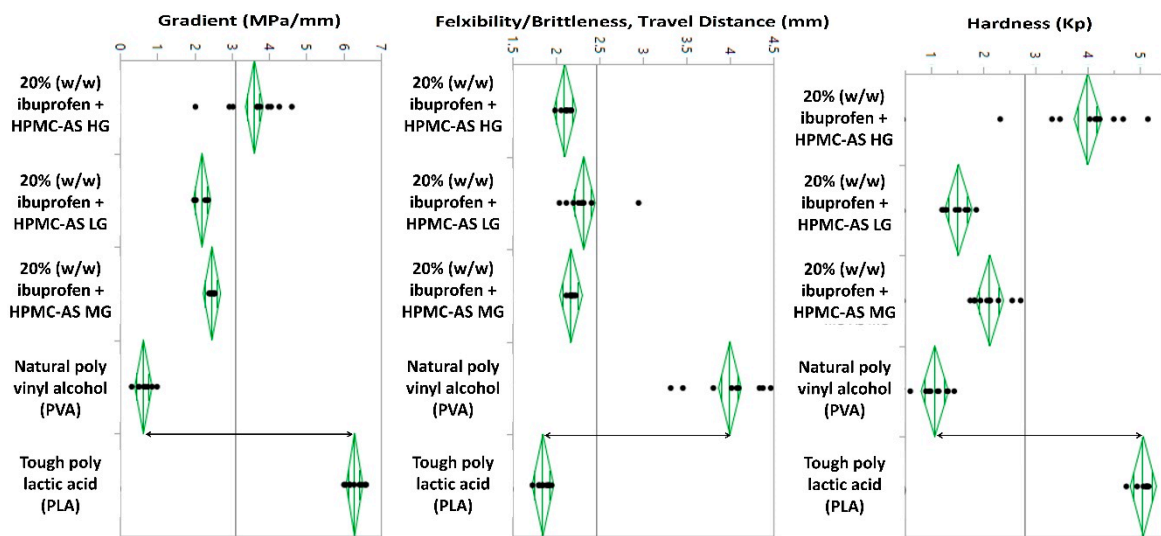 Gradient (MPa/mm)
0 1 2 3 4 5 6 7
20% (w/w)
ibuprofen +
HPMC-AS HG
20% (w/w)
ibuprofen +
HPMC-AS LG
20% (w/w)
ibuprofen +
HPMC-AS MG
Natural poly
vinyl alcohol
(PVA)
Tough poly
lactic acid
(PLA)
Felxibility/Brittleness, Travel Distance (mm)
1.5 2 2.5 3 3.5 4 4.5
20% (w/w)
ibuprofen +
HPMC-AS HG
20% (w/w)
ibuprofen +
HPMC-AS LG
20% (w/w)
ibuprofen +
HPMC-AS MG
Natural poly
vinyl alcohol
(PVA)
Tough poly
lactic acid
(PLA)
Hardness (Kp)
1 2 3 4 5
20% (w/w)
ibuprofen +
HPMC-AS HG
20% (w/w)
ibuprofen +
HPMC-AS LG
20% (w/w)
ibuprofen +
HPMC-AS MG
Natural poly
vinyl alcohol
(PVA)
Tough poly
lactic acid
(PLA)